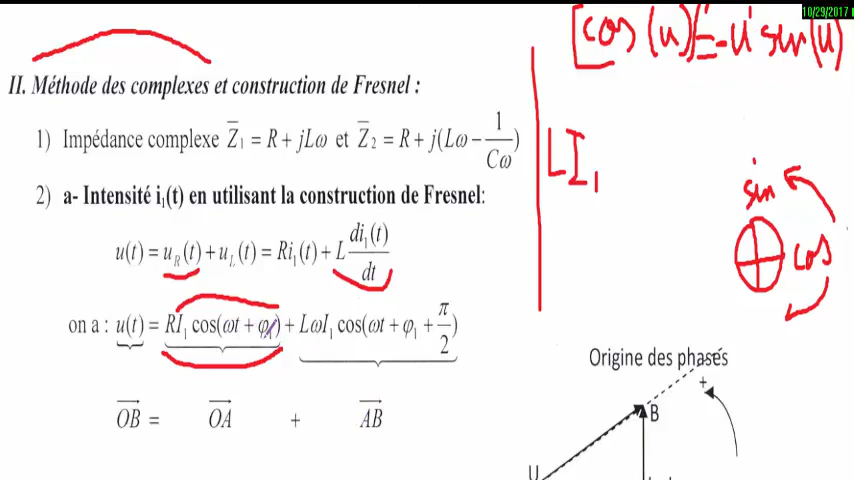 10/29/2017
[cos(u)]' = -u' sin(u)
II. Méthode des complexes et construction de Fresnel :
1) Impédance complexe Z̅₁ = R + jLω et Z̅₂ = R + j(Lω − 1/Cω)
LI₁
sin
2) a- Intensité i₁(t) en utilisant la construction de Fresnel:
cos
u(t) = u_R(t) + u_L(t) = Ri₁(t) + L di₁(t)/dt
on a : u(t) = RI₁ cos(ωt + φ₁) + LωI₁ cos(ωt + φ₁ + π/2)
Origine des phases
+
B
OB = OA + AB
U